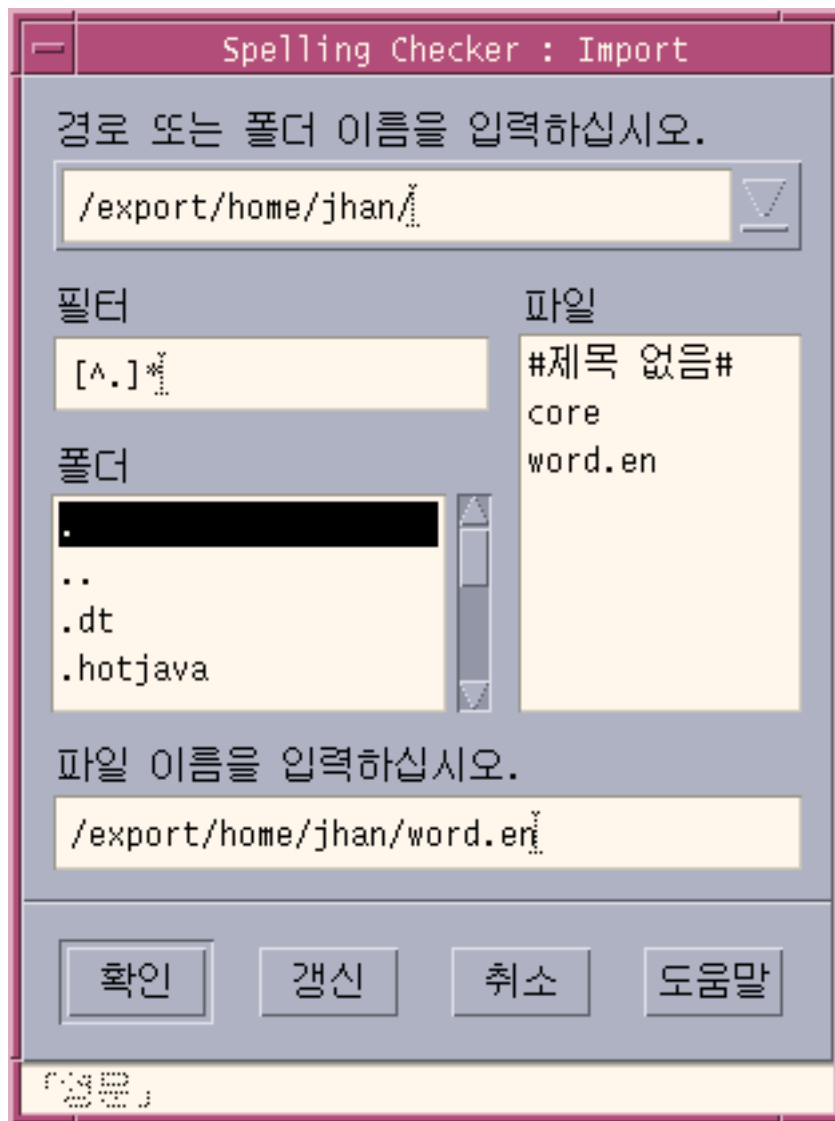 Spelling Checker : Import
경로 또는 폴더 이름을 입력하십시오.
/export/home/jhan/
필터
[^.]*
폴더
.
..
.dt
.hotjava
파일
#제목 없음#
core
word.en
파일 이름을 입력하십시오.
/export/home/jhan/word.en
확인 갱신 취소 도움말
「영문」